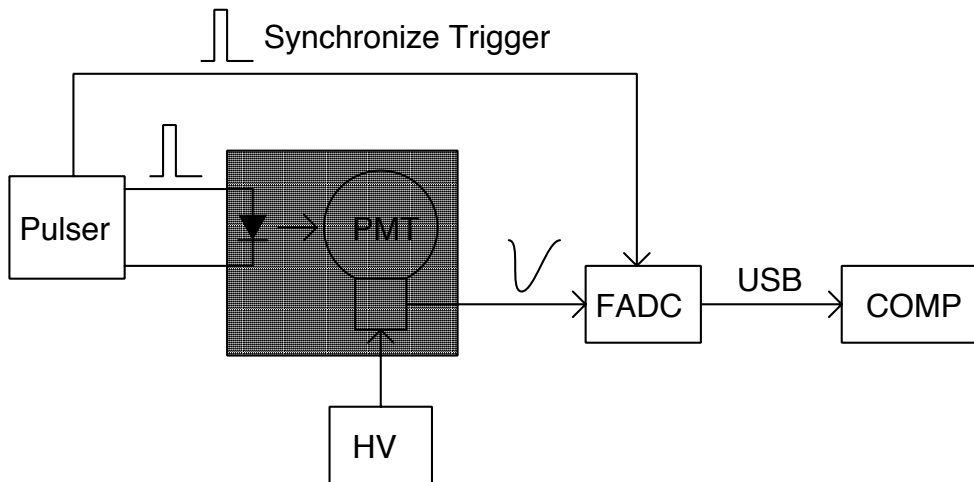 Synchronize Trigger
Pulser
PMT
FADC
USB
COMP
HV